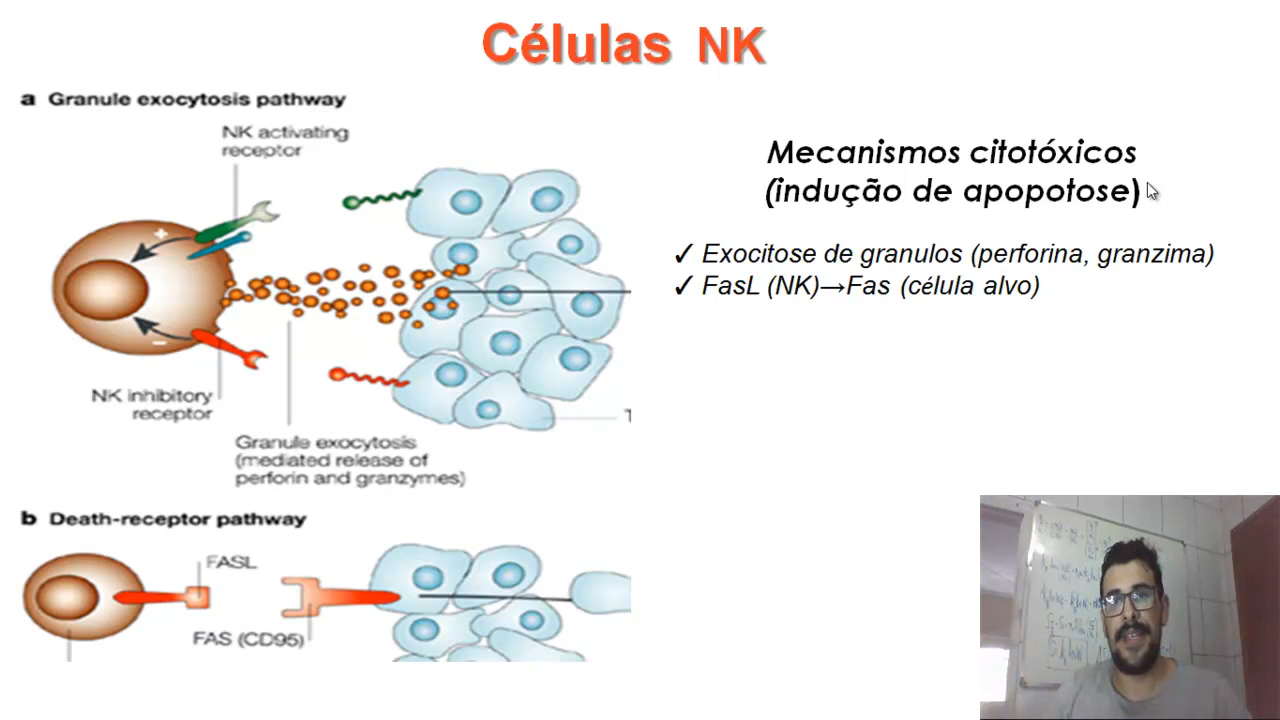 Células NK
a Granule exocytosis pathway
NK activating
receptor
Mecanismos citotóxicos
(indução de apopotose)
✓ Exocitose de granulos (perforina, granzima)
✓ FasL (NK)→Fas (célula alvo)
+
−
NK inhibitory
receptor
T
Granule exocytosis
(mediated release of
perforin and granzymes)
b Death-receptor pathway
FASL
FAS (CD95)